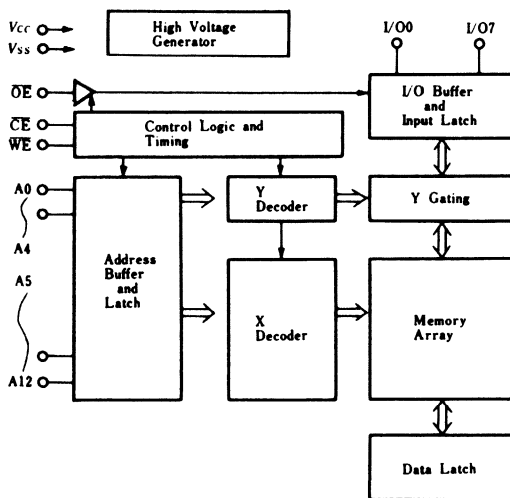 Vcc
Vss
High Voltage
Generator
I/O0
I/O7
OE
I/O Buffer
and
Input Latch
CE
WE
Control Logic and
Timing
A0
A4
A5
A12
Address
Buffer
and
Latch
Y
Decoder
Y Gating
X
Decoder
Memory
Array
Data Latch